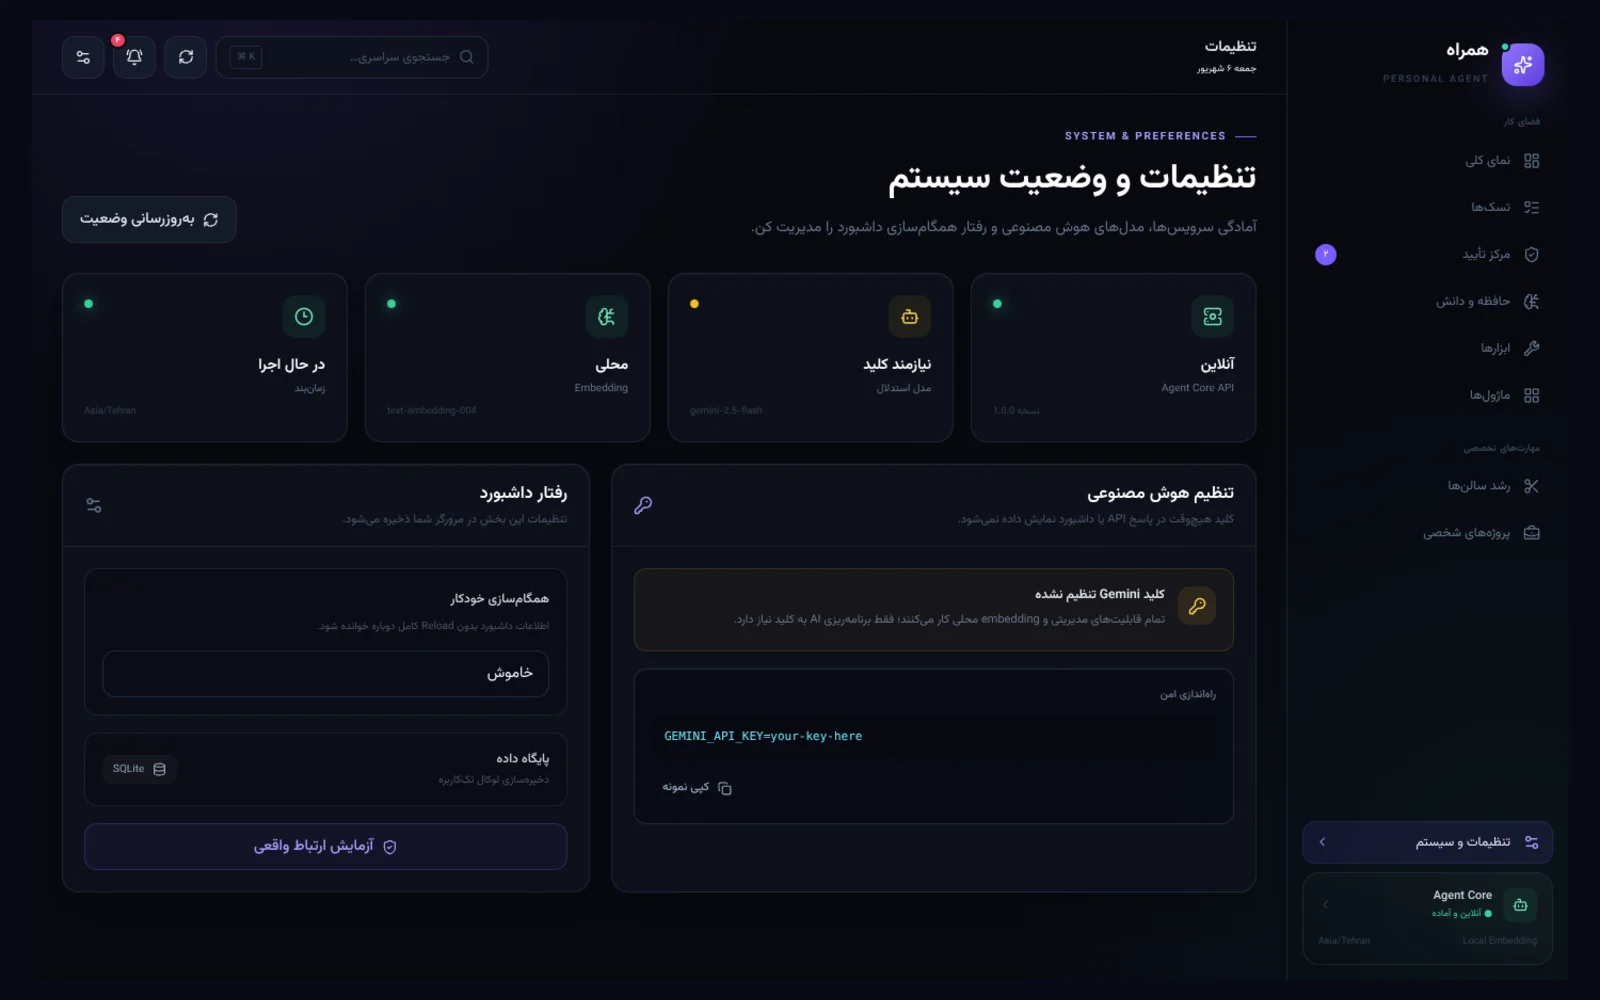 همراه
PERSONAL AGENT
فضای کار
نمای کلی
تسک‌ها
مرکز تأیید
۲
حافظه و دانش
ابزارها
ماژول‌ها
مهارت‌های تخصصی
رشد سالن‌ها
پروژه‌های شخصی
تنظیمات و سیستم
Agent Core
آنلاین و آماده
Local Embedding
Asia/Tehran
تنظیمات
جمعه ۶ شهریور
جستجوی سراسری...
⌘ K
۴
SYSTEM & PREFERENCES
تنظیمات و وضعیت سیستم
آمادگی سرویس‌ها، مدل‌های هوش مصنوعی و رفتار همگام‌سازی داشبورد را مدیریت کن.
به‌روزرسانی وضعیت
آنلاین
Agent Core API
نسخه 1.0.0
نیازمند کلید
مدل استدلال
gemini-2.5-flash
محلی
Embedding
text-embedding-004
در حال اجرا
زمان‌بند
Asia/Tehran
تنظیم هوش مصنوعی
کلید هیچ‌وقت در پاسخ API یا داشبورد نمایش داده نمی‌شود.
کلید Gemini تنظیم نشده
تمام قابلیت‌های مدیریتی و embedding محلی کار می‌کنند؛ فقط برنامه‌ریزی AI به کلید نیاز دارد.
راه‌اندازی امن
GEMINI_API_KEY=your-key-here
کپی نمونه
رفتار داشبورد
تنظیمات این بخش در مرورگر شما ذخیره می‌شود.
همگام‌سازی خودکار
اطلاعات داشبورد بدون Reload کامل دوباره خوانده شود.
خاموش
پایگاه داده
ذخیره‌سازی لوکال تک‌کاربره
SQLite
آزمایش ارتباط واقعی